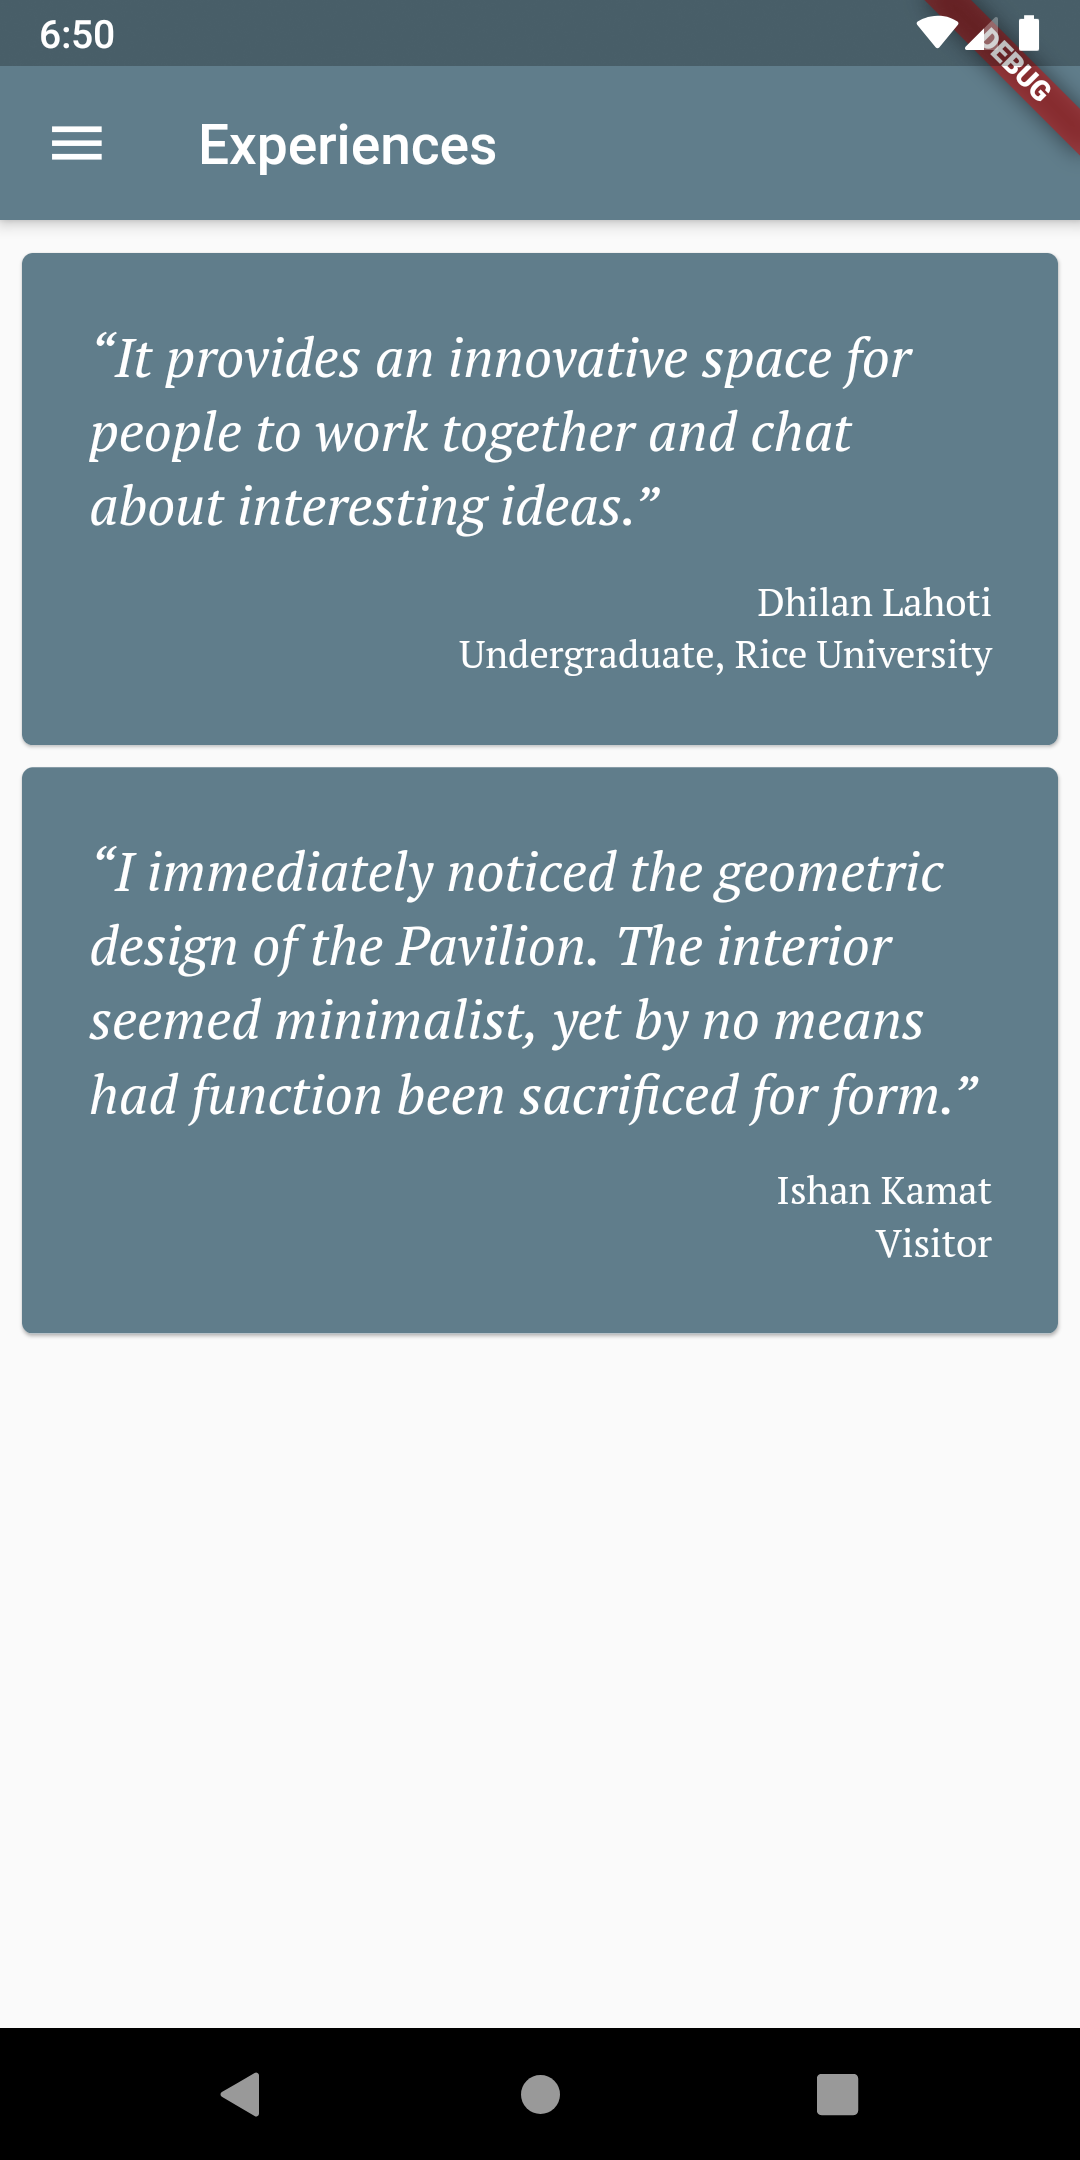 6:50
DEBUG
Experiences
“It provides an innovative space for
people to work together and chat
about interesting ideas.”
Dhilan Lahoti
Undergraduate, Rice University
“I immediately noticed the geometric
design of the Pavilion. The interior
seemed minimalist, yet by no means
had function been sacrificed for form.”
Ishan Kamat
Visitor